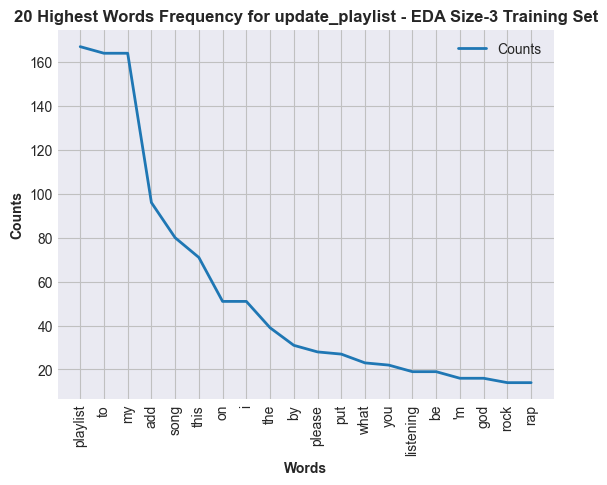 20 Highest Words Frequency for update_playlist - EDA Size-3 Training Set
Counts
160
140
120
100
80
60
40
20
Counts
playlist
to
my
add
song
this
on
i
the
by
please
put
what
you
listening
be
'm
god
rock
rap
Words